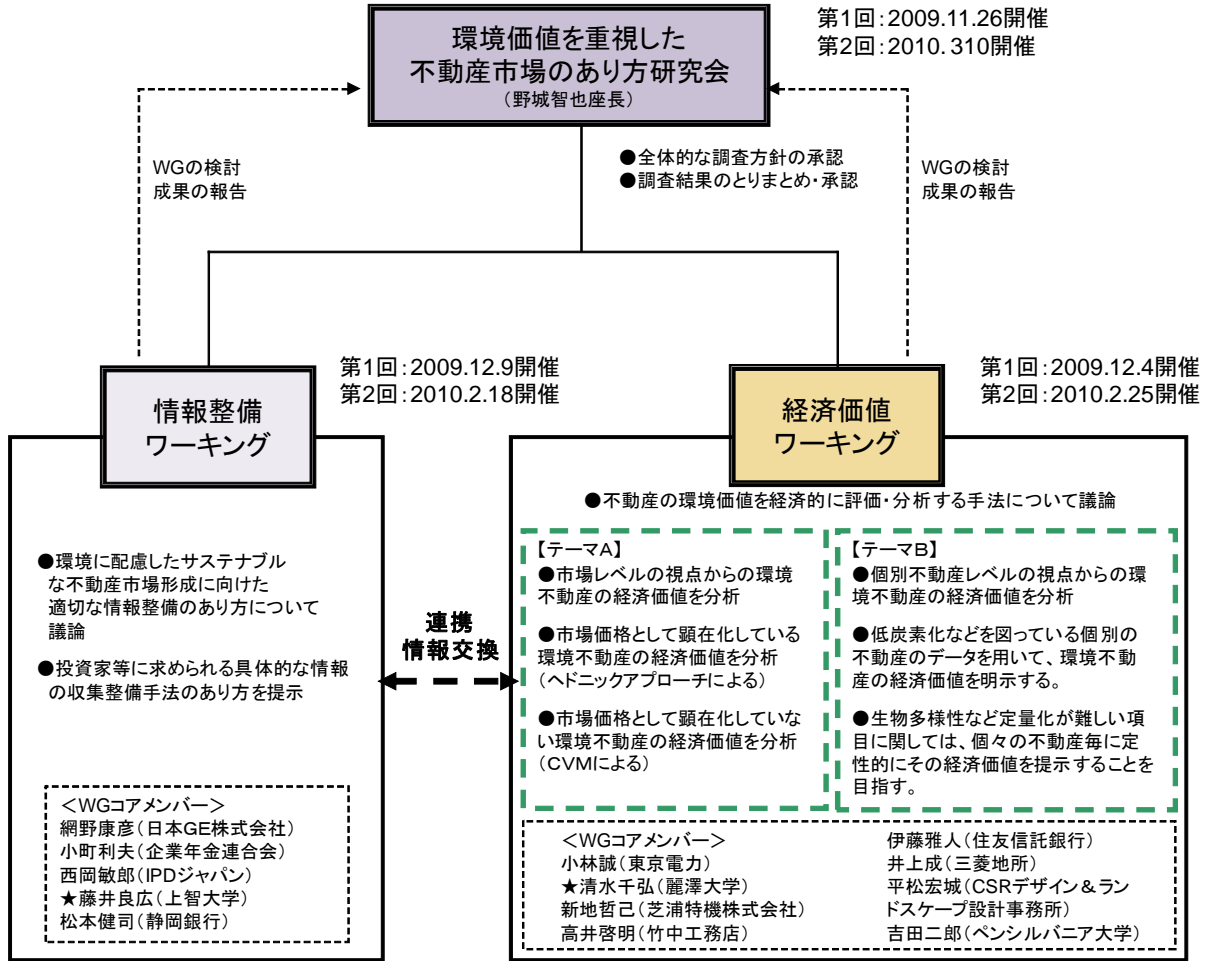 環境価値を重視した
不動産市場のあり方研究会
（野城智也座長）
第1回：2009.11.26開催
第2回：2010.310開催
WGの検討
成果の報告
●全体的な調査方針の承認
●調査結果のとりまとめ・承認
WGの検討
成果の報告
情報整備
ワーキング
第1回：2009.12.9開催
第2回：2010.2.18開催
●環境に配慮したサステナブル
な不動産市場形成に向けた
適切な情報整備のあり方について
議論
●投資家等に求められる具体的な情報
の収集整備手法のあり方を提示
＜WGコアメンバー＞
網野康彦（日本GE株式会社）
小町利夫（企業年金連合会）
西岡敏郎（IPDジャパン）
★藤井良広（上智大学）
松本健司（静岡銀行）
連携
情報交換
経済価値
ワーキング
第1回：2009.12.4開催
第2回：2010.2.25開催
●不動産の環境価値を経済的に評価・分析する手法について議論
【テーマA】
●市場レベルの視点からの環境
不動産の経済価値を分析
●市場価格として顕在化している
環境不動産の経済価値を分析
（ヘドニックアプローチによる）
●市場価格として顕在化していな
い環境不動産の経済価値を分析
（CVMによる）
【テーマB】
●個別不動産レベルの視点からの環
境不動産の経済価値を分析
●低炭素化などを図っている個別の
不動産のデータを用いて、環境不動
産の経済価値を明示する。
●生物多様性など定量化が難しい項
目に関しては、個々の不動産毎に定
性的にその経済価値を提示することを
目指す。
＜WGコアメンバー＞
小林誠（東京電力）
★清水千弘（麗澤大学）
新地哲己（芝浦特機株式会社）
高井啓明（竹中工務店）
伊藤雅人（住友信託銀行）
井上成（三菱地所）
平松宏城（CSRデザイン＆ラン
ドスケープ設計事務所）
吉田二郎（ペンシルバニア大学）